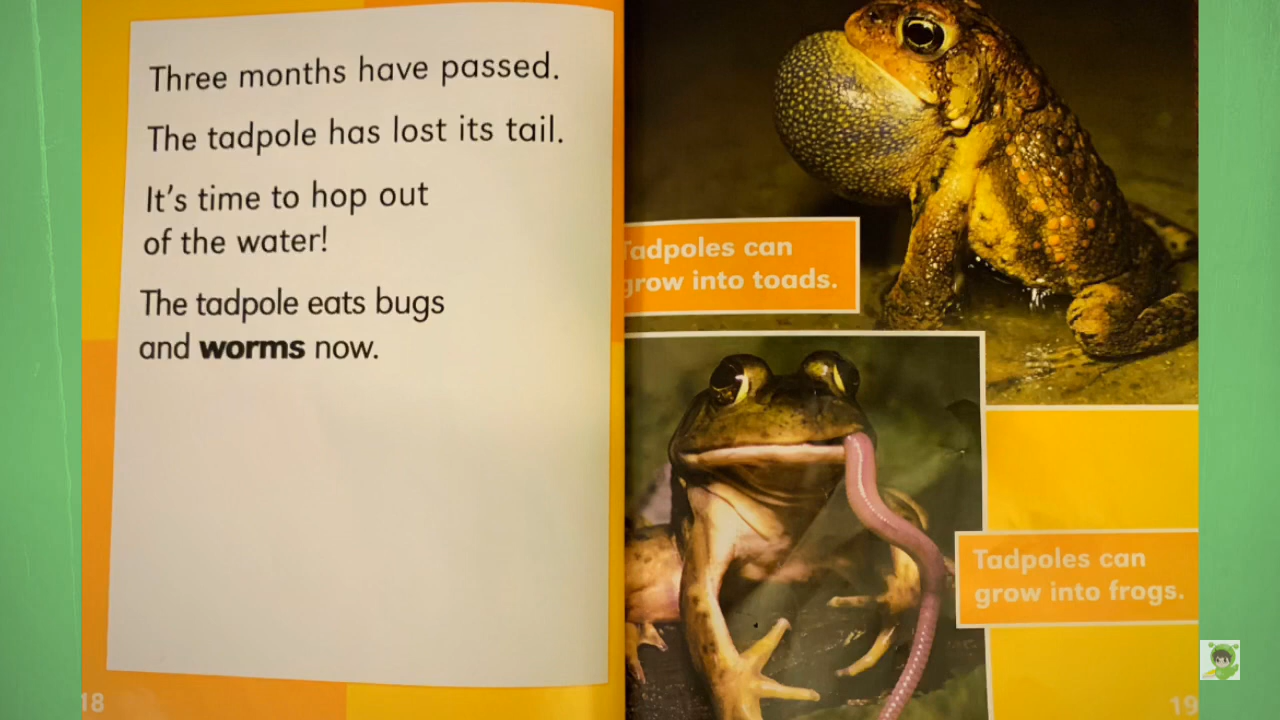 Three months have passed.
The tadpole has lost its tail.
It's time to hop out
of the water!
The tadpole eats bugs
and worms now.
18
Tadpoles can
grow into toads.
Tadpoles can
grow into frogs.
19